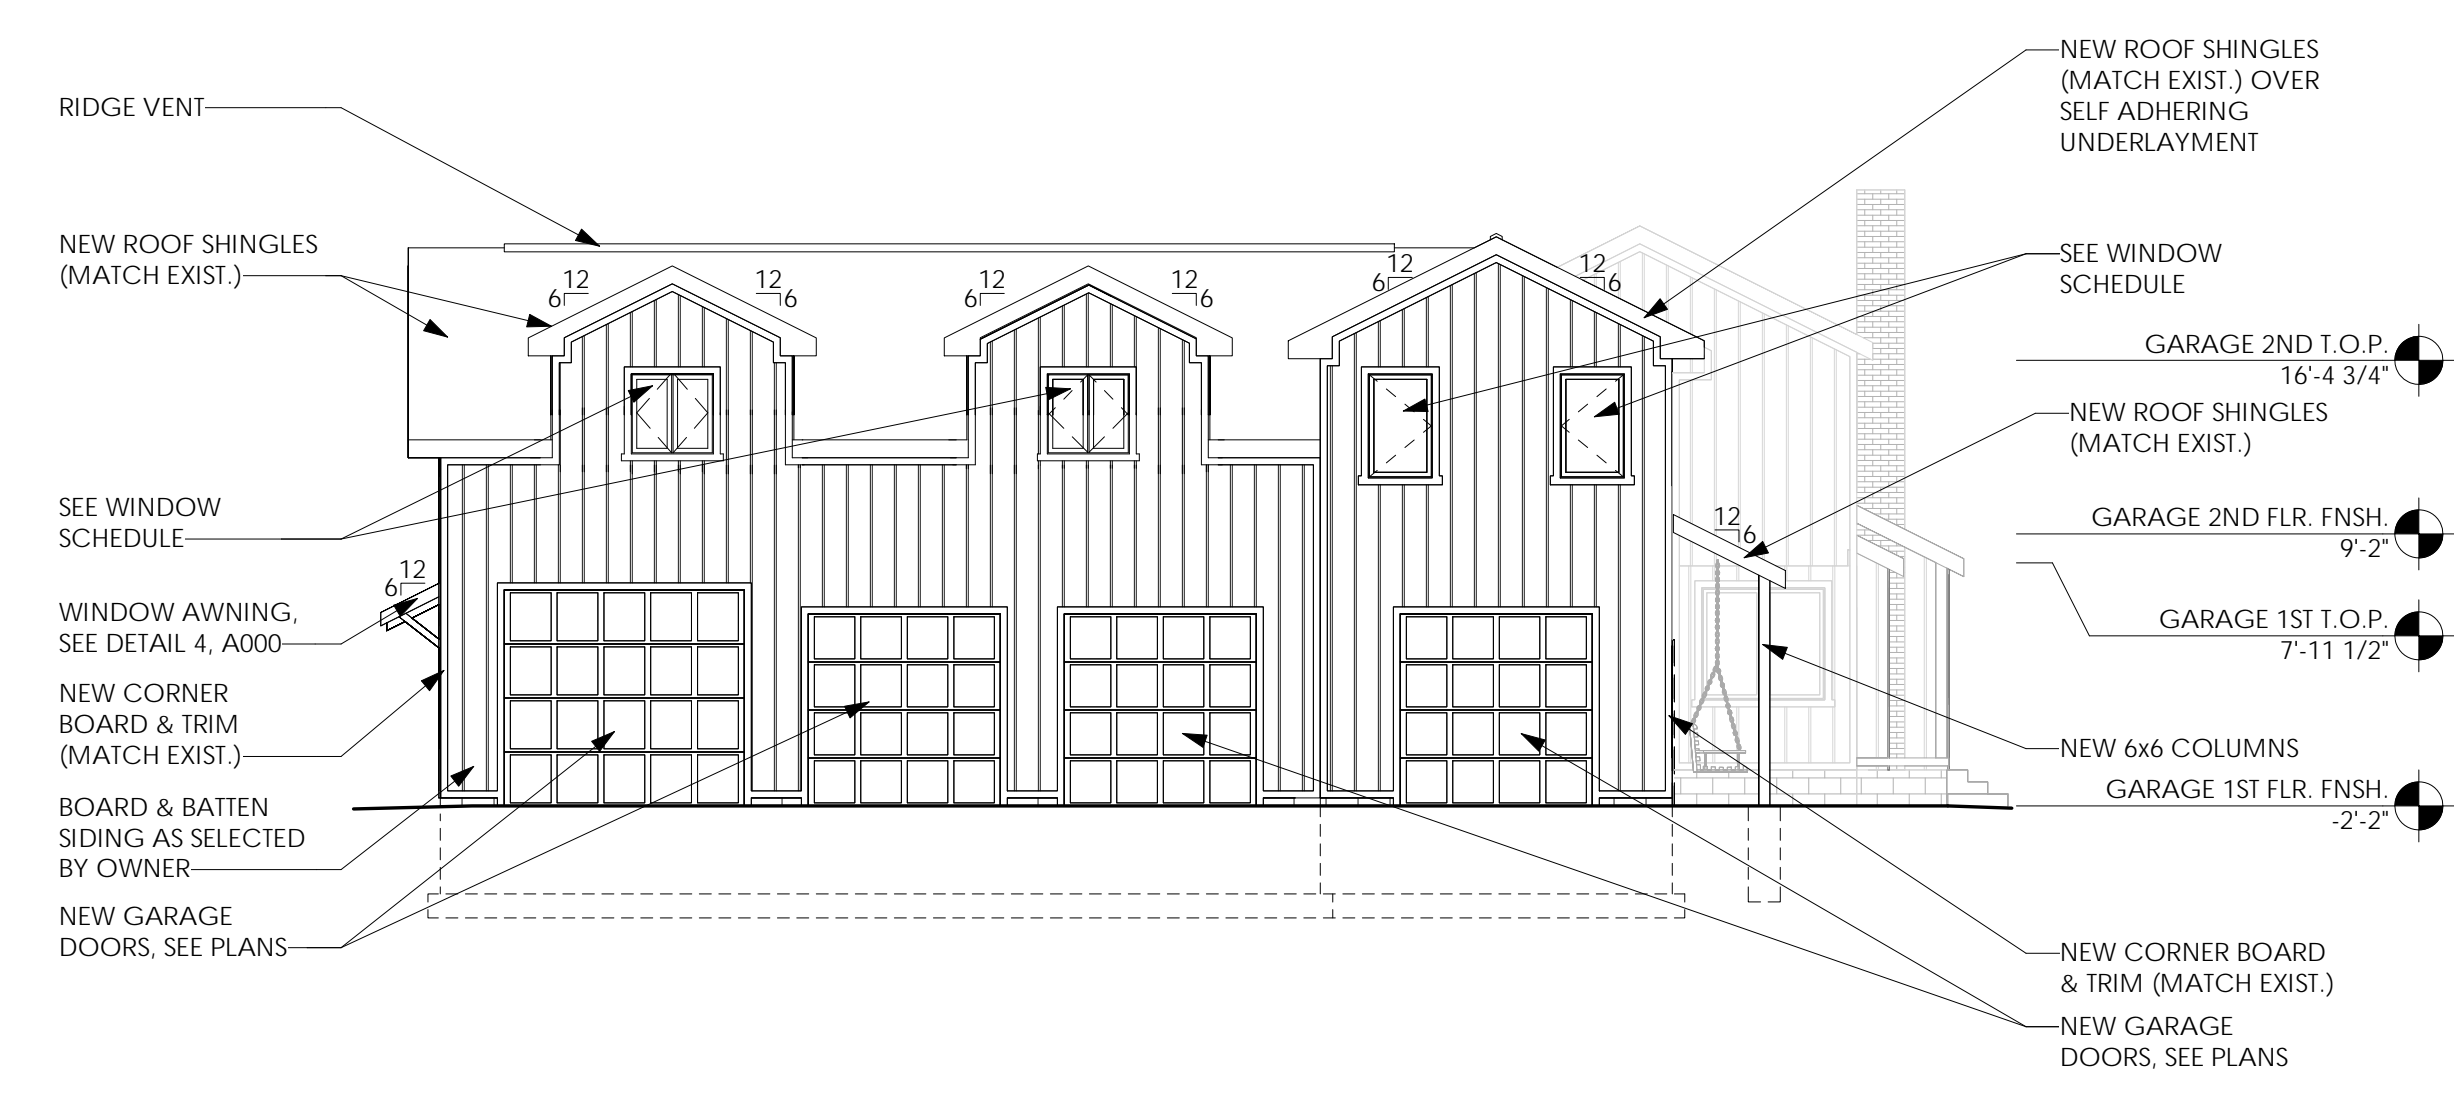 RIDGE VENT
NEW ROOF SHINGLES
(MATCH EXIST.)
SEE WINDOW
SCHEDULE
WINDOW AWNING,
SEE DETAIL 4, A000
NEW CORNER
BOARD & TRIM
(MATCH EXIST.)
BOARD & BATTEN
SIDING AS SELECTED
BY OWNER
NEW GARAGE
DOORS, SEE PLANS
12
6
12
6
12
6
12
6
12
6
12
6
12
6
12
6
NEW ROOF SHINGLES
(MATCH EXIST.) OVER
SELF ADHERING
UNDERLAYMENT
SEE WINDOW
SCHEDULE
GARAGE 2ND T.O.P.
16'-4 3/4"
NEW ROOF SHINGLES
(MATCH EXIST.)
GARAGE 2ND FLR. FNSH.
9'-2"
GARAGE 1ST T.O.P.
7'-11 1/2"
NEW 6x6 COLUMNS
GARAGE 1ST FLR. FNSH.
-2'-2"
NEW CORNER BOARD
& TRIM (MATCH EXIST.)
NEW GARAGE
DOORS, SEE PLANS